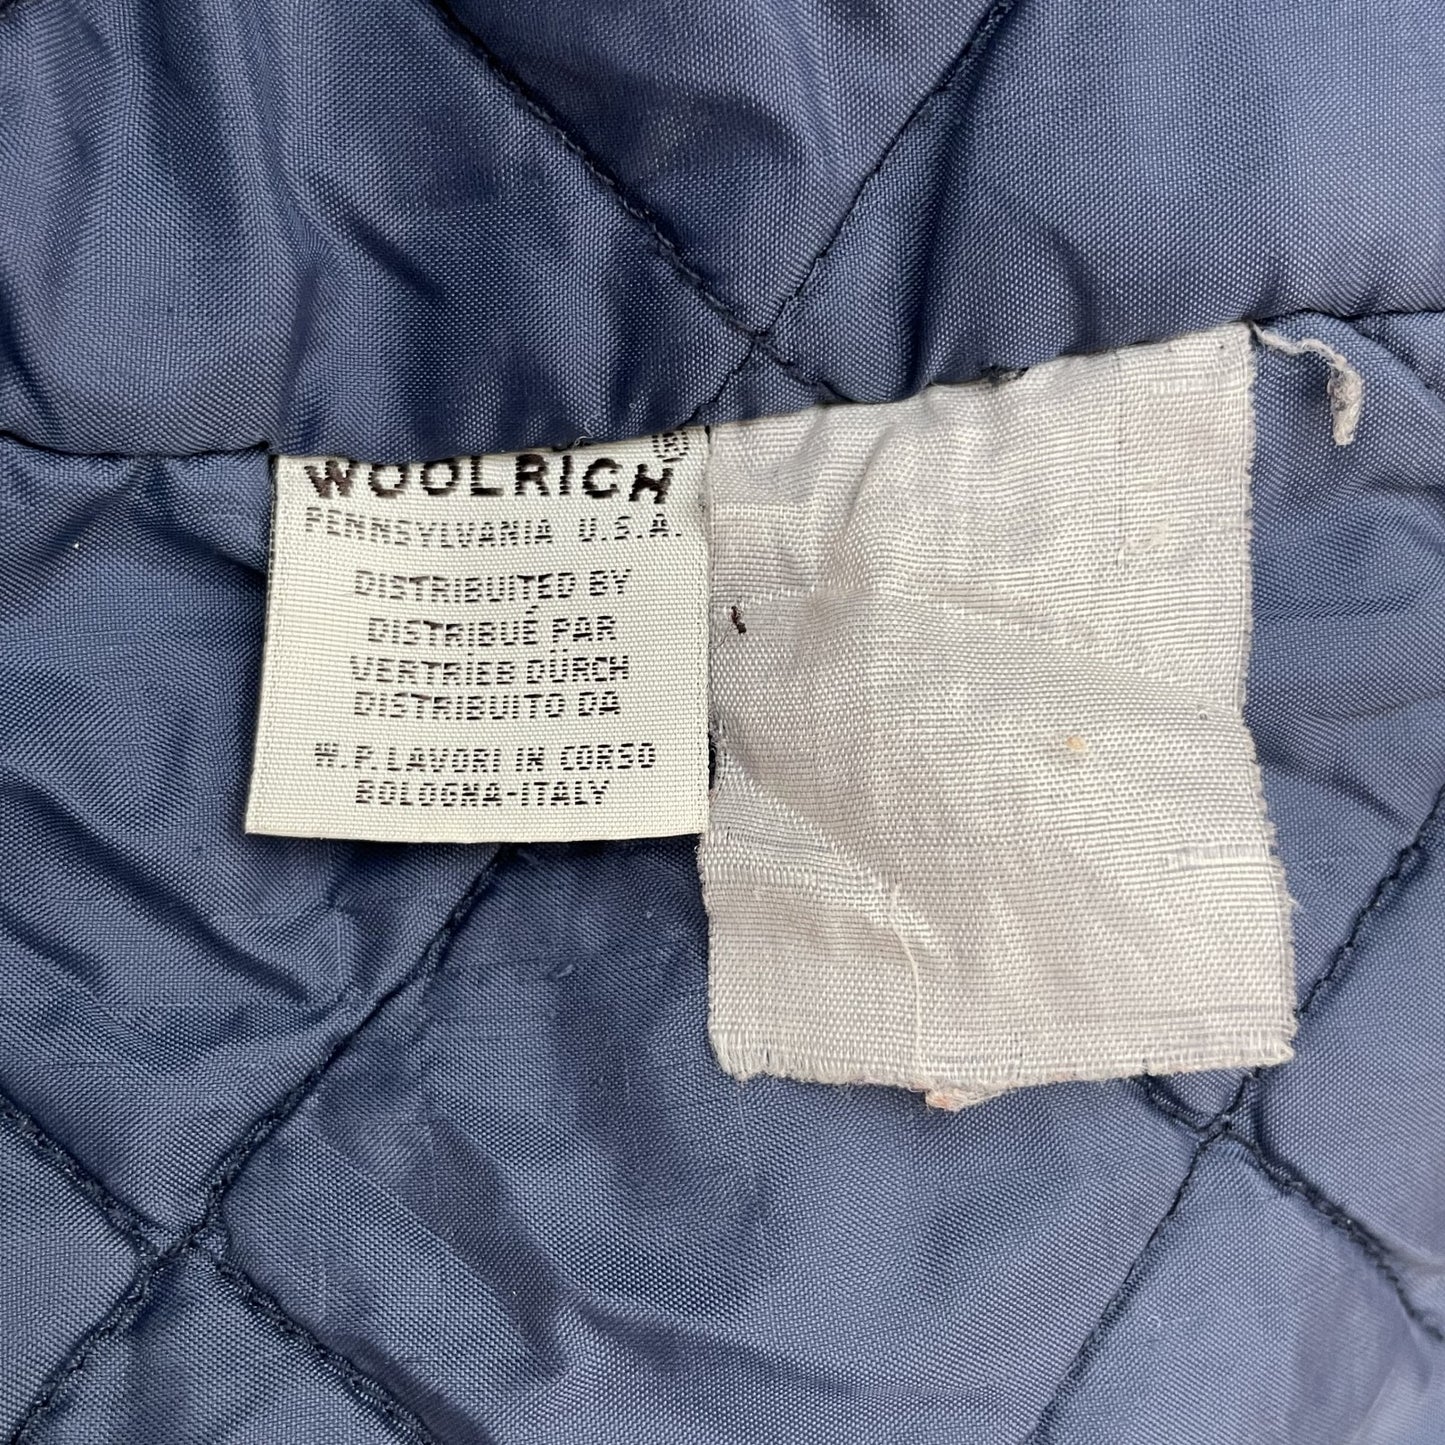 WOOLRICH ®
PENNSYLVANIA U.S.A.
DISTRIBUITED BY
DISTRIBUÉ PAR
VERTRIEB DÜRCH
DISTRIBUITO DA
W.P. LAVORI IN CORSO
BOLOGNA-ITALY